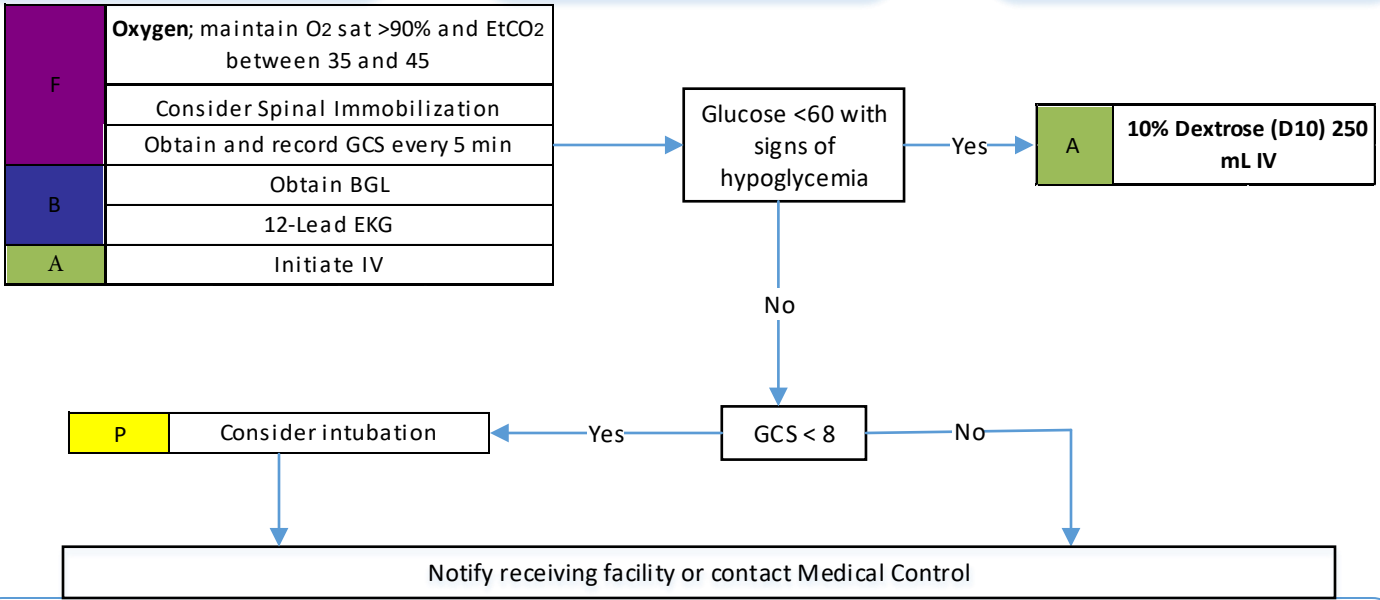 F
Oxygen; maintain O2 sat >90% and EtCO2
between 35 and 45
Consider Spinal Immobilization
Obtain and record GCS every 5 min
B
Obtain BGL
12-Lead EKG
A
Initiate IV
Glucose <60 with
signs of
hypoglycemia
Yes
A
10% Dextrose (D10) 250
mL IV
No
GCS < 8
Yes
No
P
Consider intubation
Notify receiving facility or contact Medical Control